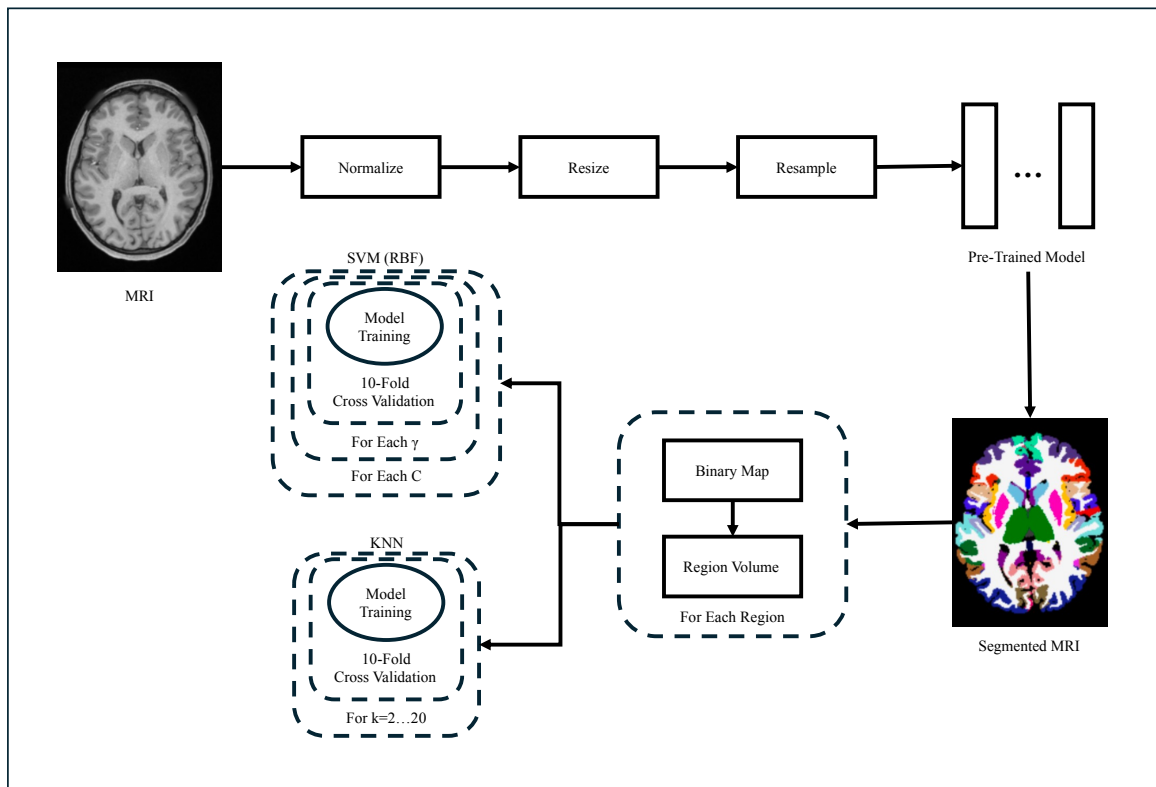 MRI
Normalize
Resize
Resample
...
Pre-Trained Model
SVM (RBF)
Model
Training
10-Fold
Cross Validation
For Each γ
For Each C
KNN
Model
Training
10-Fold
Cross Validation
For k=2…20
Binary Map
Region Volume
For Each Region
Segmented MRI